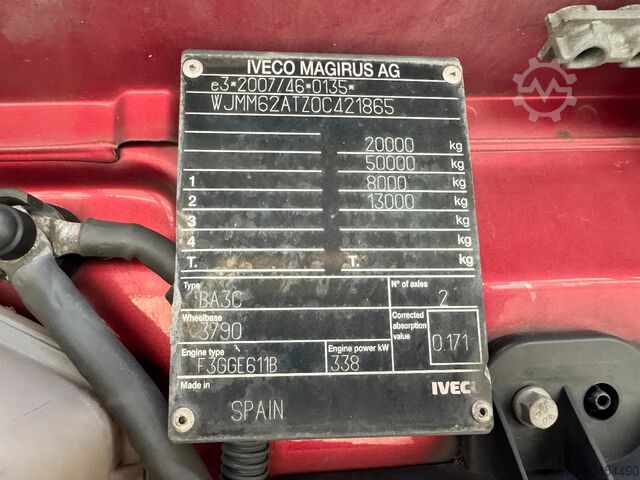 IVECO MAGIRUS AG
e3*2007/46*0135*
WJMM62ATZ0C421865
20000 kg
50000 kg
1 8000 kg
2 13000 kg
3 kg
4 kg
T. T. kg
Type N° of axles
BA3C 2
Wheelbase Corrected absorption value
3790 0.171
Engine type Engine power kW
F3GGE611B 338
Made in IVEC
SPAIN